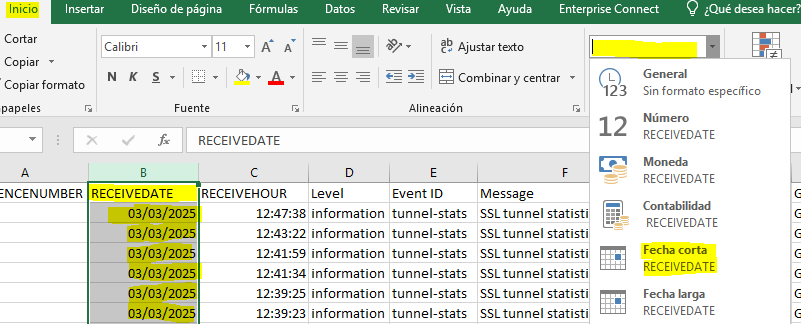 Inicio Insertar Diseño de página Fórmulas Datos Revisar Vista Ayuda Enterprise Connect ¿Qué desea hacer?
Cortar
Copiar
Copiar formato
apapeles
Calibri 11
Fuente
Ajustar texto
Combinar y centrar
Alineación
General
Sin formato específico
Número
RECEIVEDATE
Moneda
RECEIVEDATE
Contabilidad
RECEIVEDATE
Fecha corta
RECEIVEDATE
Fecha larga
RECEIVEDATE
fx RECEIVEDATE
A B C D E F
ENCENUMBER RECEIVEDATE RECEIVEHOUR Level Event ID Message
03/03/2025 12:47:38 information tunnel-stats SSL tunnel statisti
03/03/2025 12:43:22 information tunnel-stats SSL tunnel statisti
03/03/2025 12:41:59 information tunnel-stats SSL tunnel statisti
03/03/2025 12:41:34 information tunnel-stats SSL tunnel statisti
03/03/2025 12:39:25 information tunnel-stats SSL tunnel statisti
03/03/2025 12:39:23 information tunnel-stats SSL tunnel statisti